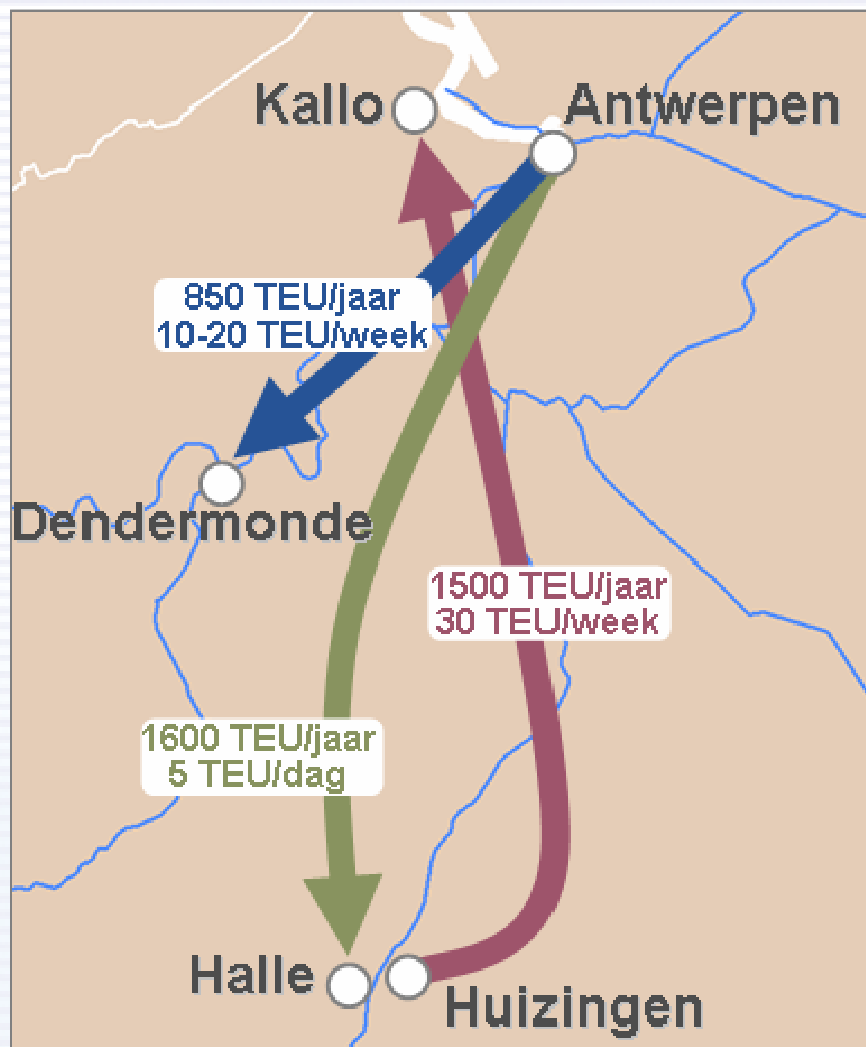 Kallo
Antwerpen
850 TEU/jaar
10-20 TEU/week
Dendermonde
1500 TEU/jaar
30 TEU/week
1600 TEU/jaar
5 TEU/dag
Halle
Huizingen